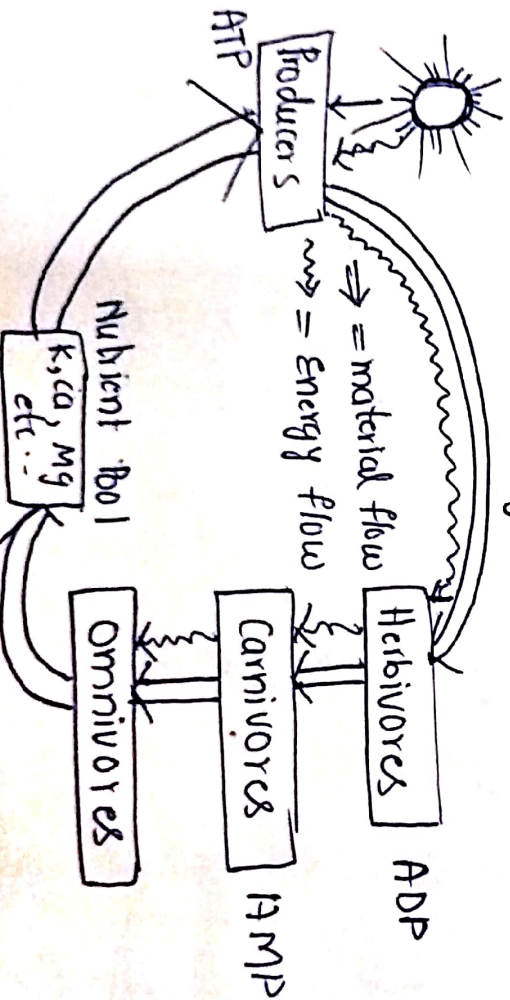 Producers
ATP
⇒ = material flow
⇝ = Energy flow
Herbivores
ADP
Carnivores
AMP
Omnivores
Nutrient Pool
K, Ca, Mg
etc.-